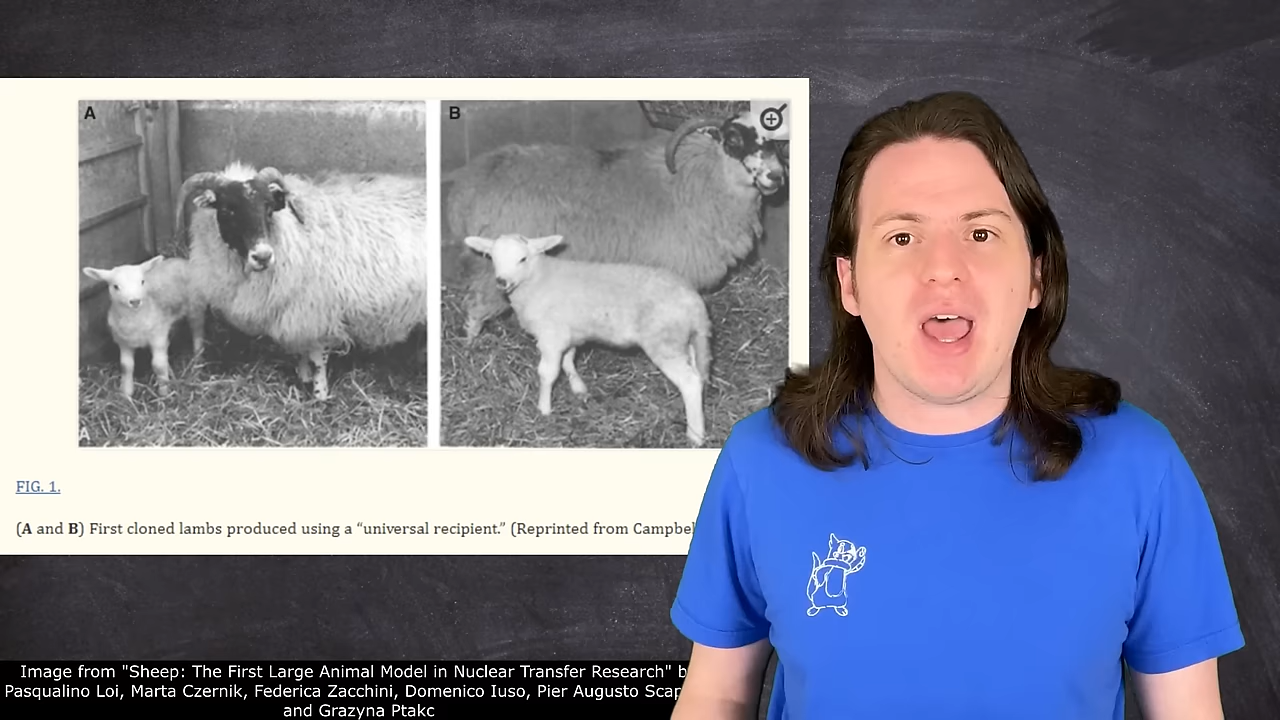 A
B
A
FIG. 1.
(A and B) First cloned lambs produced using a “universal recipient.” (Reprinted from Campbel
Image from "Sheep: The First Large Animal Model in Nuclear Transfer Research" b
Pasqualino Loi, Marta Czernik, Federica Zacchini, Domenico Iuso, Pier Augusto Scap
and Grazyna Ptakc